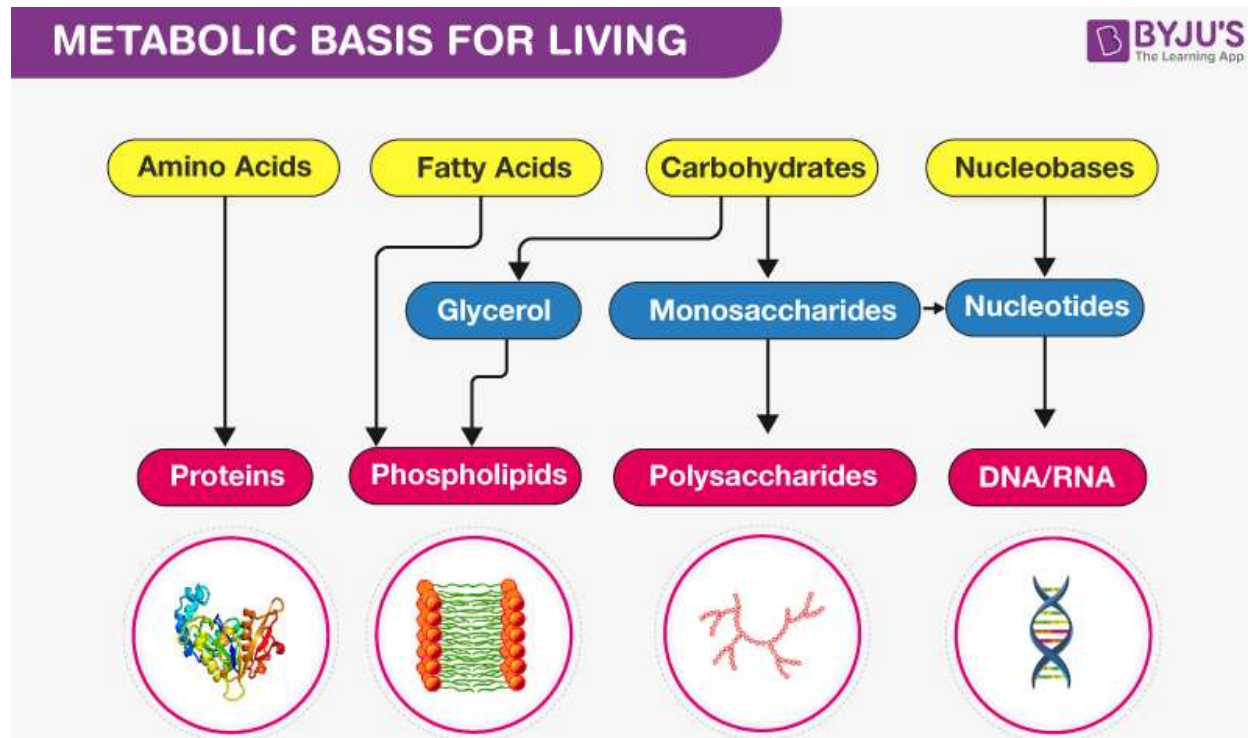 METABOLIC BASIS FOR LIVING
BYJU'S
The Learning App
Amino Acids
Fatty Acids
Carbohydrates
Nucleobases
Glycerol
Monosaccharides
Nucleotides
Proteins
Phospholipids
Polysaccharides
DNA/RNA